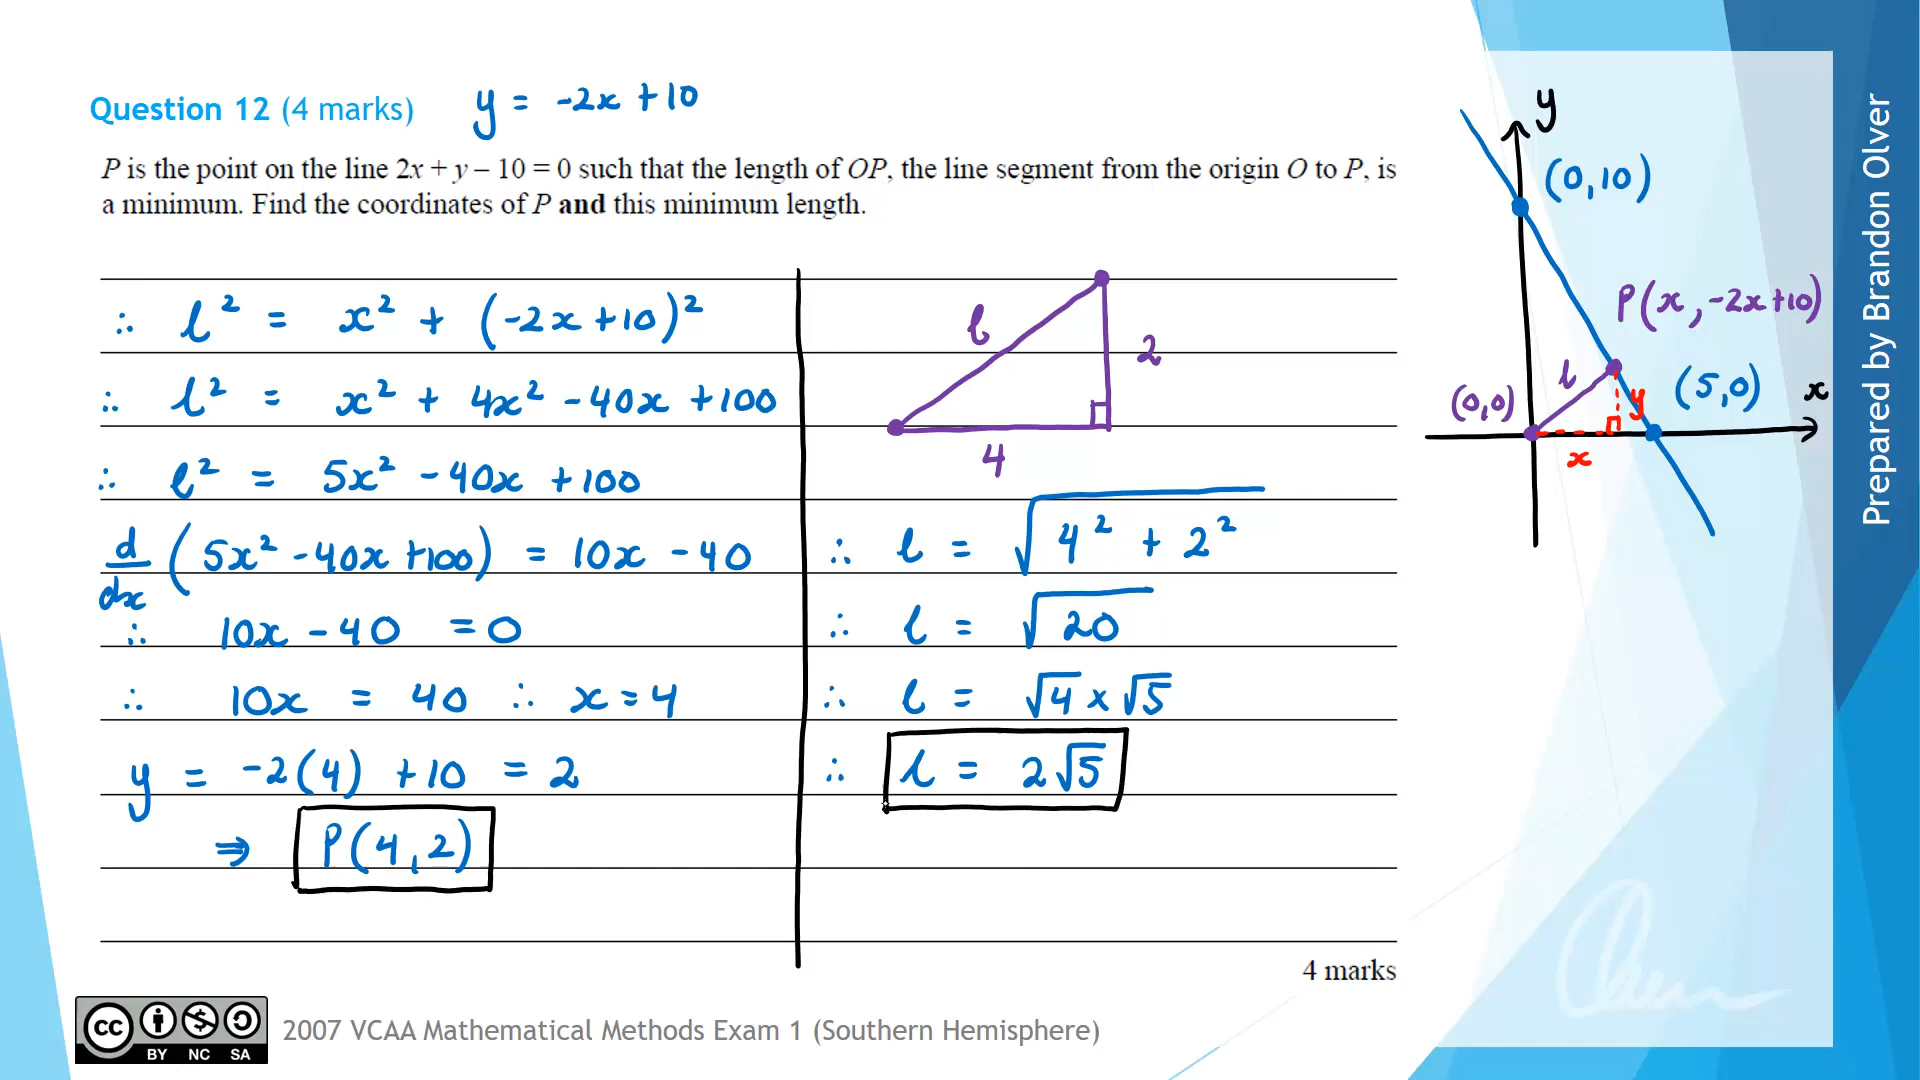 Question 12 (4 marks) y = -2x + 10
P is the point on the line 2x + y – 10 = 0 such that the length of OP, the line segment from the origin O to P, is
a minimum. Find the coordinates of P and this minimum length.
∴ l² = x² + (-2x + 10)²
∴ l² = x² + 4x² - 40x + 100
∴ l² = 5x² - 40x + 100
d/dx (5x² - 40x + 100) = 10x - 40
∴ 10x - 40 = 0
∴ 10x = 40 ∴ x = 4
y = -2(4) + 10 = 2
⇒ P(4, 2)
l
2
4
∴ l = √4² + 2²
∴ l = √20
∴ l = √4 × √5
∴ l = 2√5
4 marks
y
(0, 10)
P(x, -2x + 10)
l
(0,0)
y
(5,0)
x
x
Prepared by Brandon Olver
cc
BY NC SA
2007 VCAA Mathematical Methods Exam 1 (Southern Hemisphere)